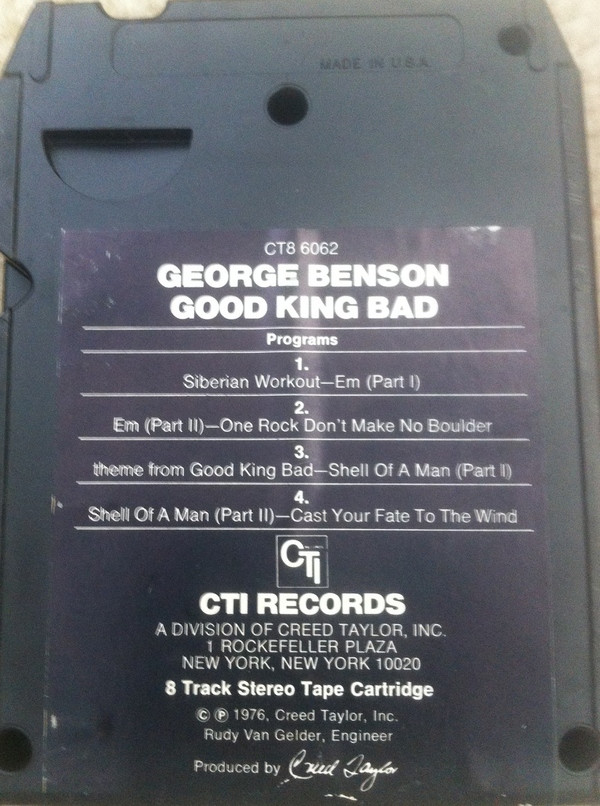 MADE IN U.S.A.
CT8 6062
GEORGE BENSON
GOOD KING BAD
Programs
1.
Siberian Workout—Em (Part I)
2.
Em (Part II)—One Rock Don't Make No Boulder
3.
theme from Good King Bad—Shell Of A Man (Part I)
4.
Shell Of A Man (Part II)—Cast Your Fate To The Wind
CTI
CTI RECORDS
A DIVISION OF CREED TAYLOR, INC.
1 ROCKEFELLER PLAZA
NEW YORK, NEW YORK 10020
8 Track Stereo Tape Cartridge
© ℗ 1976, Creed Taylor, Inc.
Rudy Van Gelder, Engineer
Produced by Creed Taylor